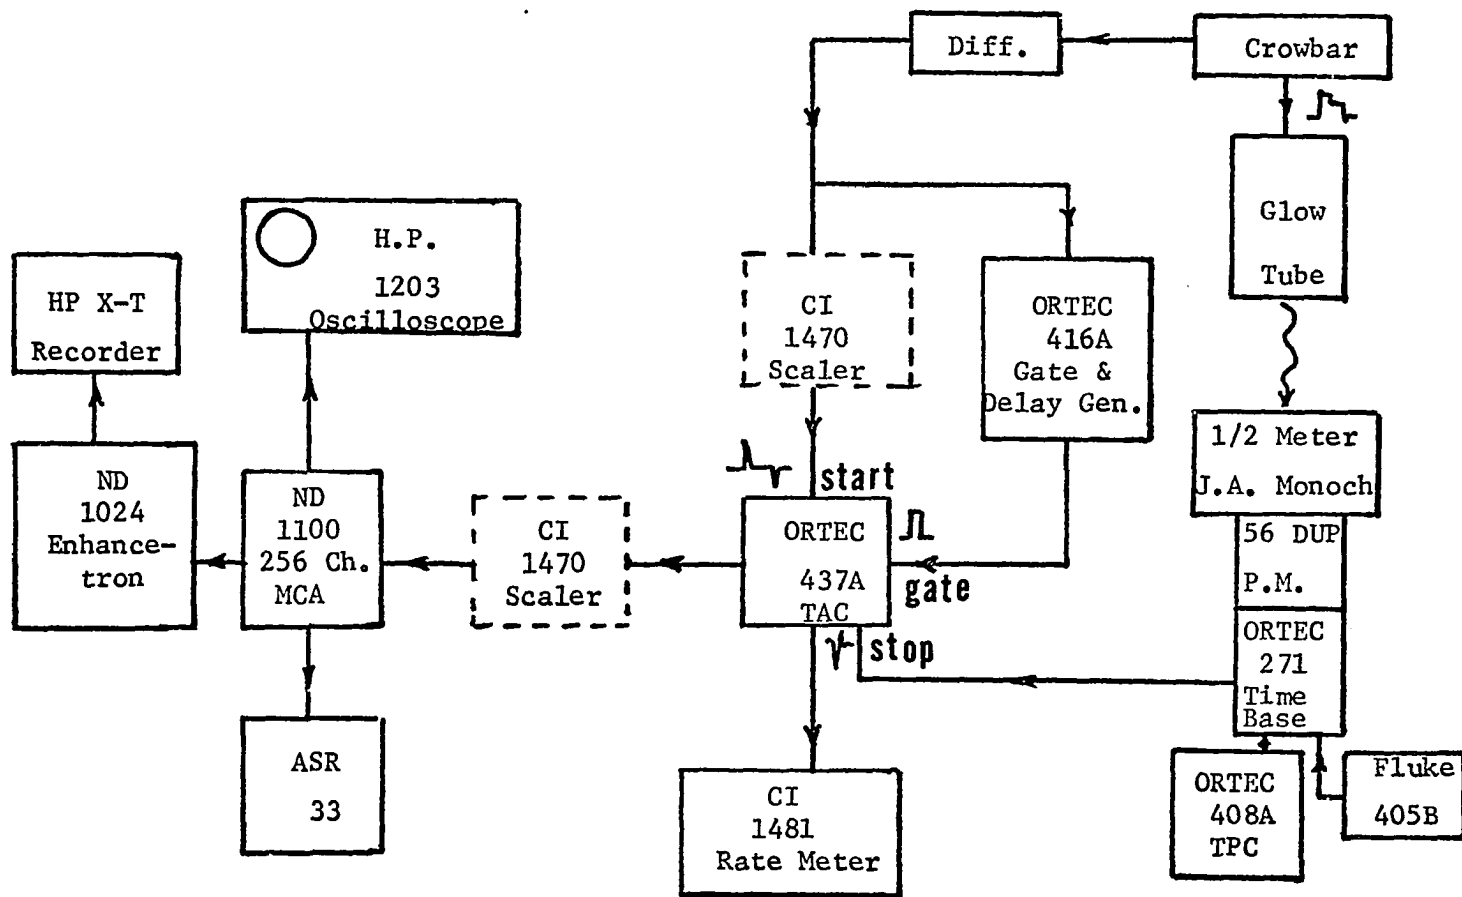 Diff.
Crowbar
Glow
Tube
H.P.
1203
Oscilloscope
HP X-T
Recorder
CI
1470
Scaler
ORTEC
416A
Gate &
Delay Gen.
1/2 Meter
J.A. Monoch
56 DUP
P.M.
ORTEC
271
Time
Base
ND
1024
Enhance-
tron
ND
1100
256 Ch.
MCA
CI
1470
Scaler
start
ORTEC
437A
TAC
gate
stop
ASR
33
CI
1481
Rate Meter
ORTEC
408A
TPC
Fluke
405B